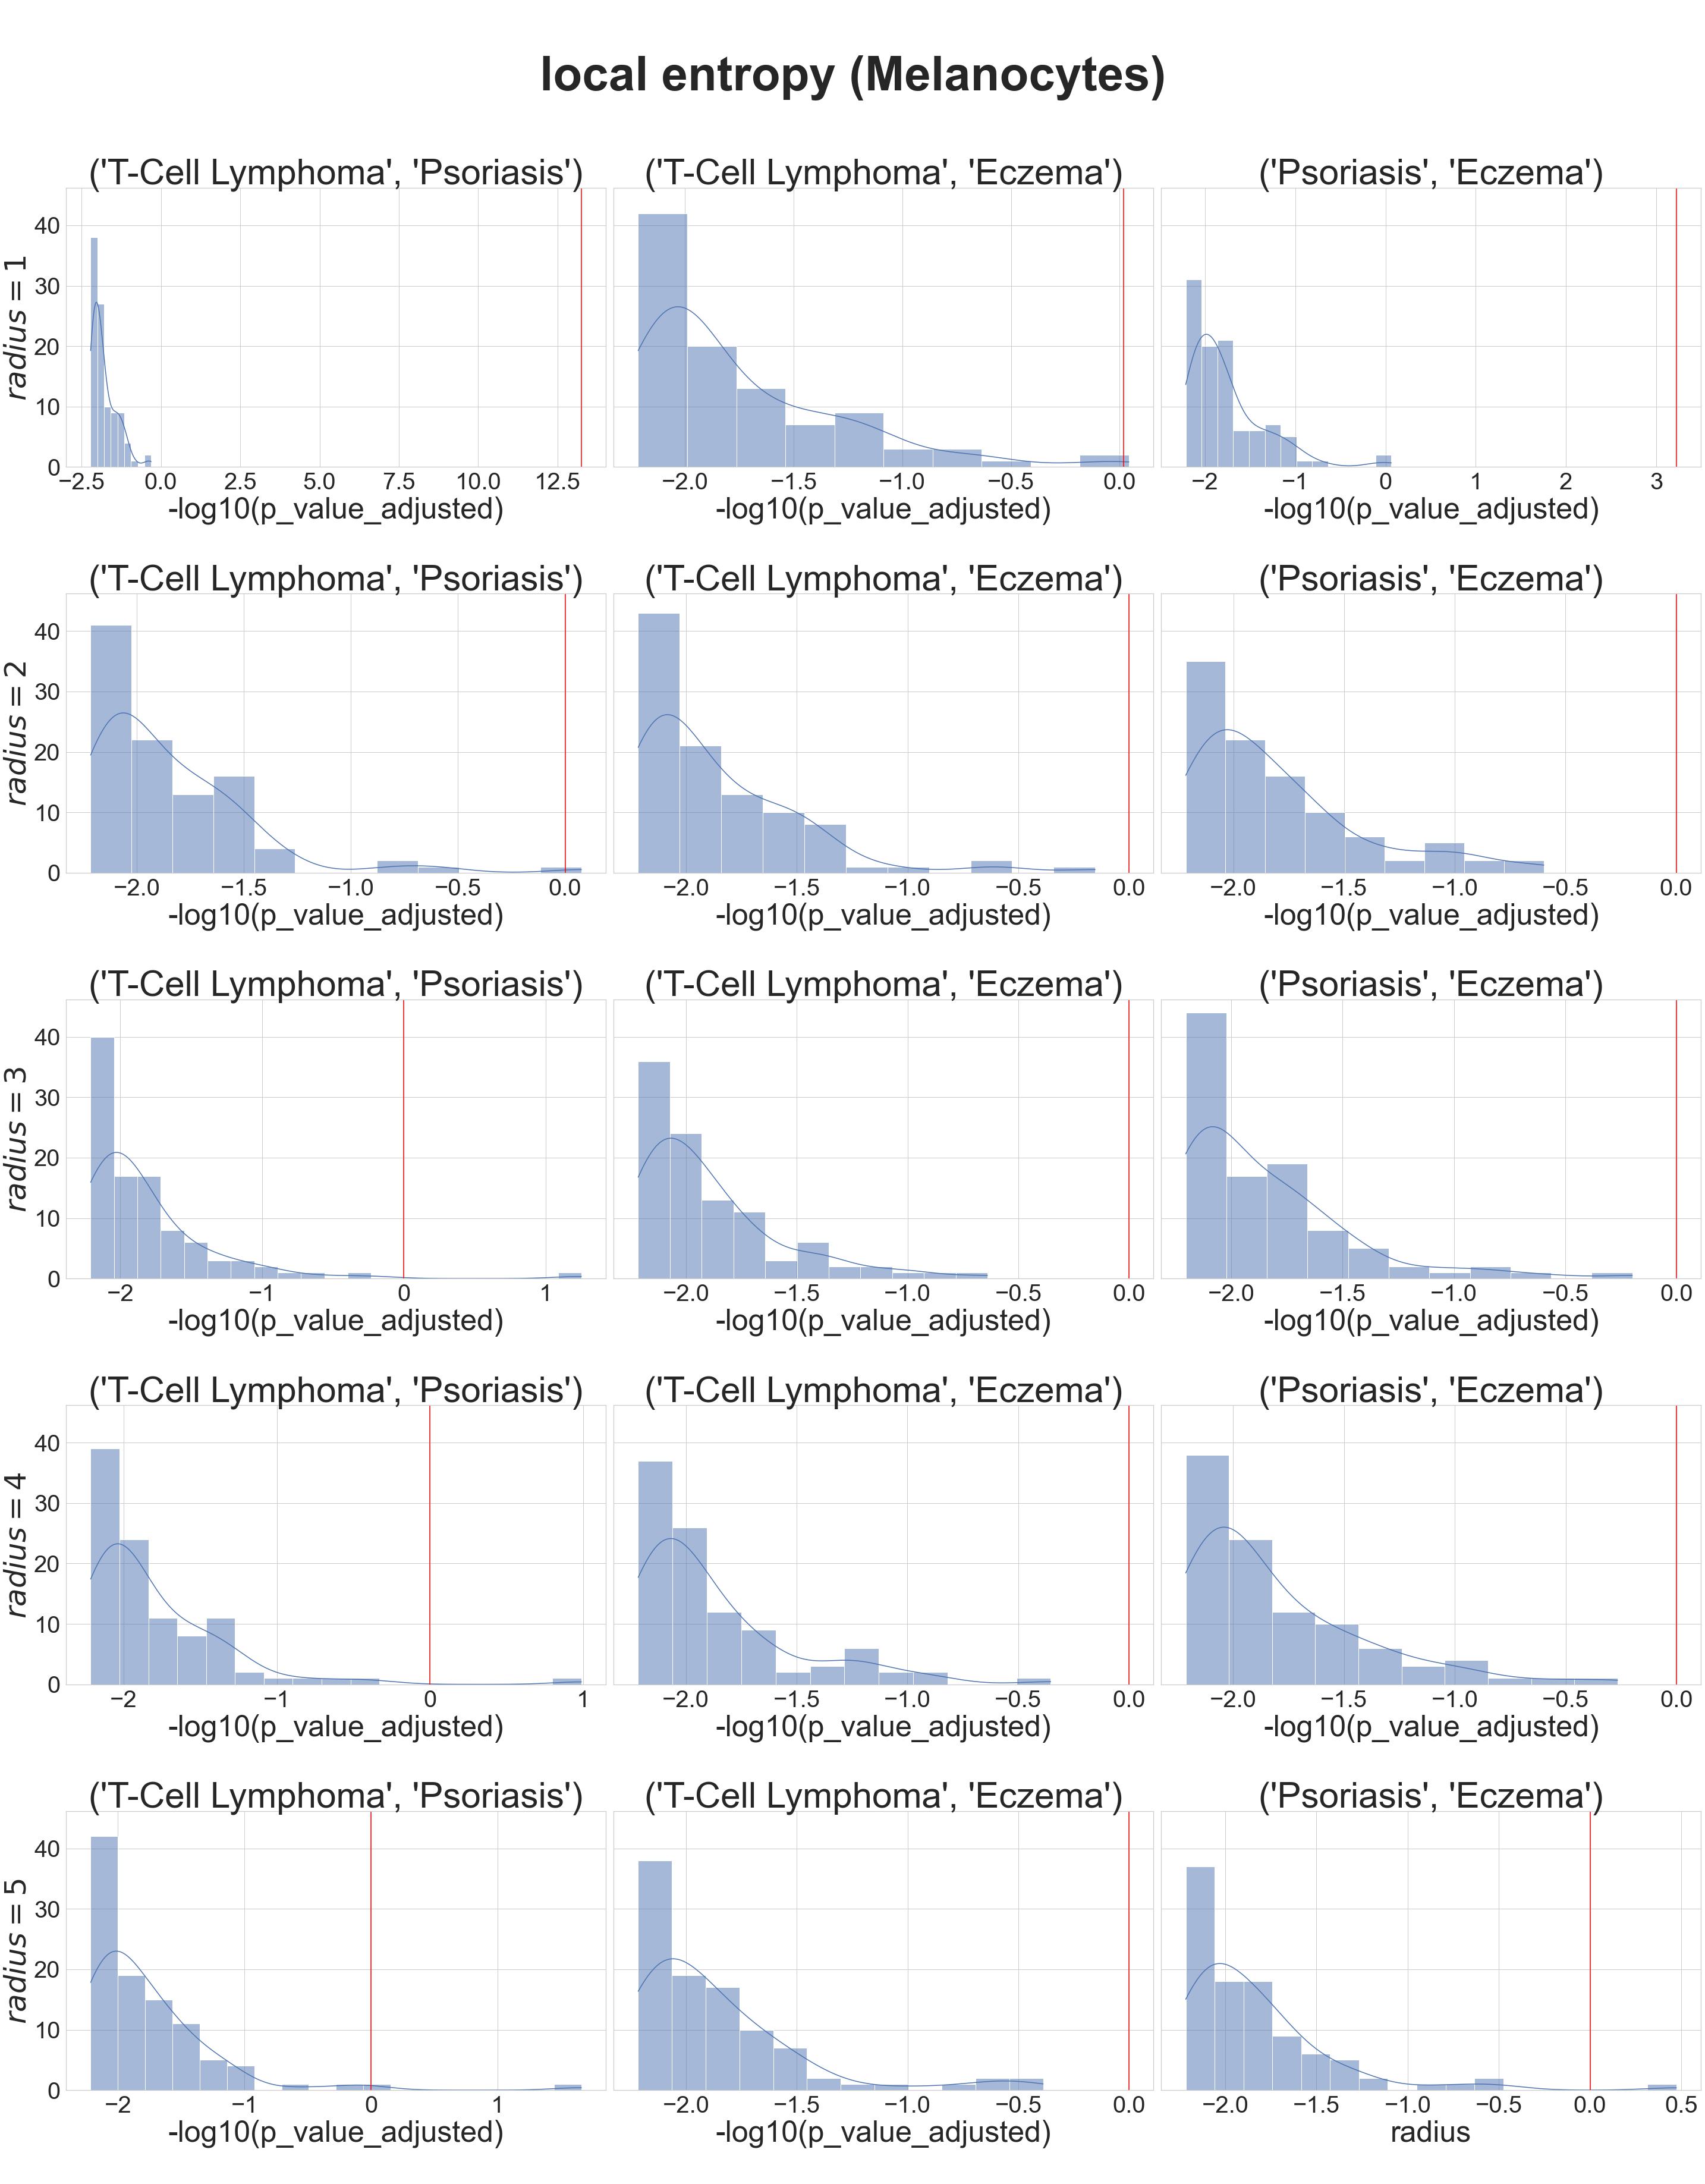 local entropy (Melanocytes)
('T-Cell Lymphoma', 'Psoriasis') ('T-Cell Lymphoma', 'Eczema') ('Psoriasis', 'Eczema')
radius = 1
40
30
20
10
0
−2.5 0.0 2.5 5.0 7.5 10.0 12.5 −2.0 −1.5 −1.0 −0.5 0.0 −2 −1 0 1 2 3
-log10(p_value_adjusted) -log10(p_value_adjusted) -log10(p_value_adjusted)
('T-Cell Lymphoma', 'Psoriasis') ('T-Cell Lymphoma', 'Eczema') ('Psoriasis', 'Eczema')
radius = 2
40
30
20
10
0
−2.0 −1.5 −1.0 −0.5 0.0 −2.0 −1.5 −1.0 −0.5 0.0 −2.0 −1.5 −1.0 −0.5 0.0
-log10(p_value_adjusted) -log10(p_value_adjusted) -log10(p_value_adjusted)
('T-Cell Lymphoma', 'Psoriasis') ('T-Cell Lymphoma', 'Eczema') ('Psoriasis', 'Eczema')
radius = 3
40
30
20
10
0
−2 −1 0 1 −2.0 −1.5 −1.0 −0.5 0.0 −2.0 −1.5 −1.0 −0.5 0.0
-log10(p_value_adjusted) -log10(p_value_adjusted) -log10(p_value_adjusted)
('T-Cell Lymphoma', 'Psoriasis') ('T-Cell Lymphoma', 'Eczema') ('Psoriasis', 'Eczema')
radius = 4
40
30
20
10
0
−2 −1 0 1 −2.0 −1.5 −1.0 −0.5 0.0 −2.0 −1.5 −1.0 −0.5 0.0
-log10(p_value_adjusted) -log10(p_value_adjusted) -log10(p_value_adjusted)
('T-Cell Lymphoma', 'Psoriasis') ('T-Cell Lymphoma', 'Eczema') ('Psoriasis', 'Eczema')
radius = 5
40
30
20
10
0
−2 −1 0 1 −2.0 −1.5 −1.0 −0.5 0.0 −2.0 −1.5 −1.0 −0.5 0.0 0.5
-log10(p_value_adjusted) -log10(p_value_adjusted) radius